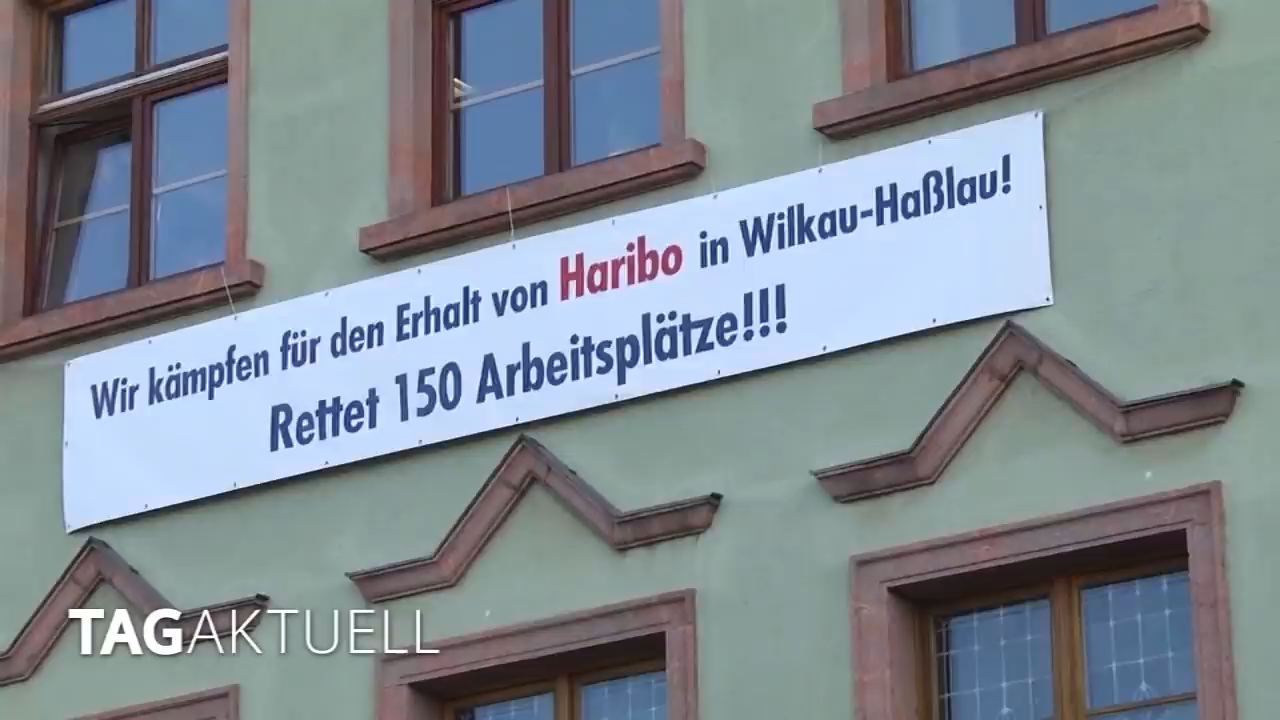 Wir kämpfen für den Erhalt von Haribo in Wilkau-Haßlau!
Rettet 150 Arbeitsplätze!!!
TAGAKTUELL